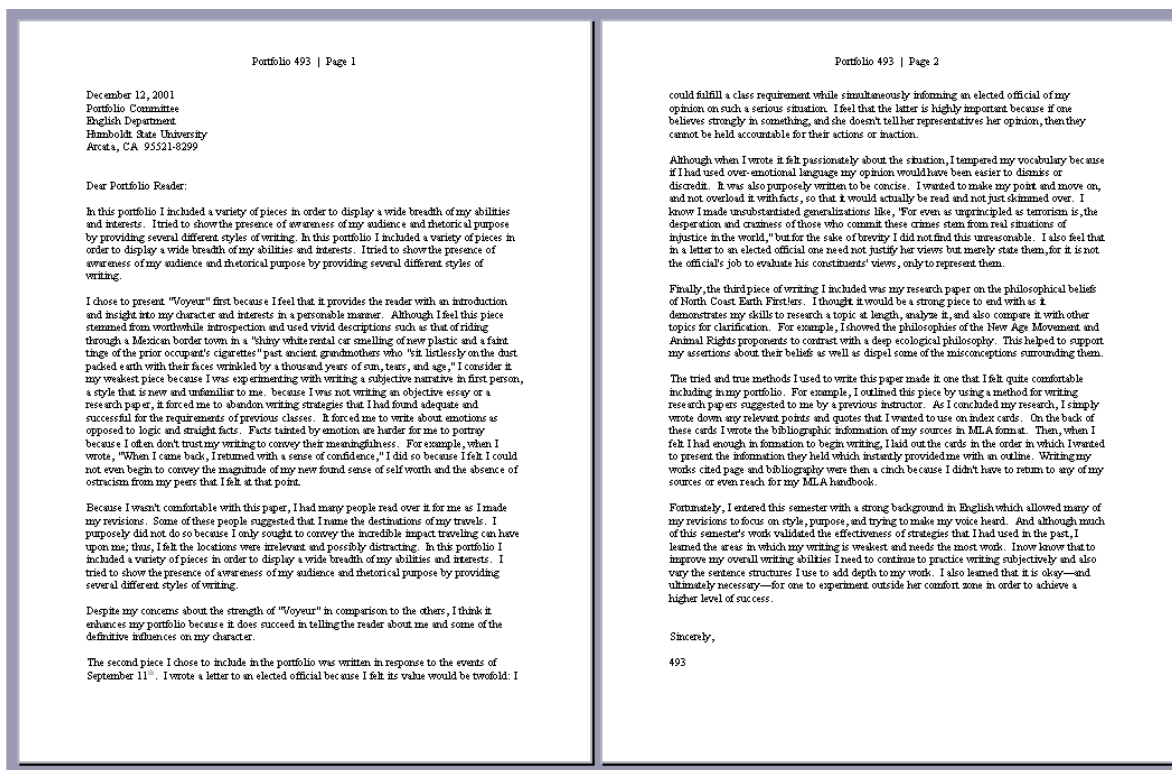 Portfolio 493 | Page 1
December 12, 2001
Portfolio Committee
English Department
Humboldt State University
Arcata, CA 95521-8299
Dear Portfolio Reader:
In this portfolio I included a variety of pieces in order to display a wide breadth of my abilities
and interests. I tried to show the presence of awareness of my audience and rhetorical purpose
by providing several different styles of writing. In this portfolio I included a variety of pieces in
order to display a wide breadth of my abilities and interests. I tried to show the presence of
awareness of my audience and rhetorical purpose by providing several different styles of
writing.
I chose to present "Voyeur" first because I feel that it provides the reader with an introduction
and insight into my character and interests in a personable manner. Although I feel this piece
stemmed from worthwhile introspection and used vivid descriptions such as that of riding
through a Mexican border town in a "shiny white rental car smelling of new plastic and a faint
tinge of the prior occupant's cigarettes" past ancient grandmothers who "sit listlessly on the dust
packed earth with their faces wrinkled by a thousand years of sun, tears, and age," I consider it
my weakest piece because I was experimenting with writing a subjective narrative in first person,
a style that is new and unfamiliar to me. because I was not writing an objective essay or a
research paper, it forced me to abandon writing strategies that I had found adequate and
successful for the requirements of previous classes. It forced me to write about emotions as
opposed to logic and straight facts. Facts tainted by emotion are harder for me to portray
because I often don't trust my writing to convey their meaningfulness. For example, when I
wrote, "When I came back, I returned with a sense of confidence," I did so because I felt I could
not even begin to convey the magnitude of my new found sense of self worth and the absence of
ostracism from my peers that I felt at that point.
Because I wasn't comfortable with this paper, I had many people read over it for me as I made
my revisions. Some of these people suggested that I name the destinations of my travels. I
purposely did not do so because I only sought to convey the incredible impact traveling can have
upon me; thus, I felt the locations were irrelevant and possibly distracting. In this portfolio I
included a variety of pieces in order to display a wide breadth of my abilities and interests. I
tried to show the presence of awareness of my audience and rhetorical purpose by providing
several different styles of writing.
Despite my concerns about the strength of "Voyeur" in comparison to the others, I think it
enhances my portfolio because it does succeed in telling the reader about me and some of the
definitive influences on my character.
The second piece I chose to include in the portfolio was written in response to the events of
September 11th. I wrote a letter to an elected official because I felt its value would be twofold: I
Portfolio 493 | Page 2
could fulfill a class requirement while simultaneously informing an elected official of my
opinion on such a serious situation. I feel that the latter is highly important because if one
believes strongly in something, and she doesn't tell her representatives her opinion, then they
cannot be held accountable for their actions or inaction.
Although when I wrote it felt passionately about the situation, I tempered my vocabulary because
if I had used over-emotional language my opinion would have been easier to dismiss or
discredit. It was also purposely written to be concise. I wanted to make my point and move on,
and not overload it with facts, so that it would actually be read and not just skimmed over. I
know I made unsubstantiated generalizations like, "For even as unprincipled as terrorism is, the
desperation and craziness of those who commit these crimes stem from real situations of
injustice in the world," but for the sake of brevity I did not find this unreasonable. I also feel that
in a letter to an elected official one need not justify her views but merely state them, for it is not
the official's job to evaluate his constituents' views, only to represent them.
Finally, the third piece of writing I included was my research paper on the philosophical beliefs
of North Coast Earth First!ers. I thought it would be a strong piece to end with as it
demonstrates my skills to research a topic at length, analyze it, and also compare it with other
topics for clarification. For example, I showed the philosophies of the New Age Movement and
Animal Rights proponents to contrast with a deep ecological philosophy. This helped to support
my assertions about their beliefs as well as dispel some of the misconceptions surrounding them.
The tried and true methods I used to write this paper made it one that I felt quite comfortable
including in my portfolio. For example, I outlined this piece by using a method for writing
research papers suggested to me by a previous instructor. As I concluded my research, I simply
wrote down any relevant points and quotes that I wanted to use on index cards. On the back of
these cards I wrote the bibliographic information of my sources in MLA format. Then, when I
felt I had enough in formation to begin writing, I laid out the cards in the order in which I wanted
to present the information they held which instantly provided me with an outline. Writing my
works cited page and bibliography were then a cinch because I didn't have to return to any of my
sources or even reach for my MLA handbook.
Fortunately, I entered this semester with a strong background in English which allowed many of
my revisions to focus on style, purpose, and trying to make my voice heard. And although much
of this semester's work validated the effectiveness of strategies that I had used in the past, I
learned the areas in which my writing is weakest and needs the most work. I now know that to
improve my overall writing abilities I need to continue to practice writing subjectively and also
vary the sentence structures I use to add depth to my work. I also learned that it is okay—and
ultimately necessary—for one to experiment outside her comfort zone in order to achieve a
higher level of success.
Sincerely,
493